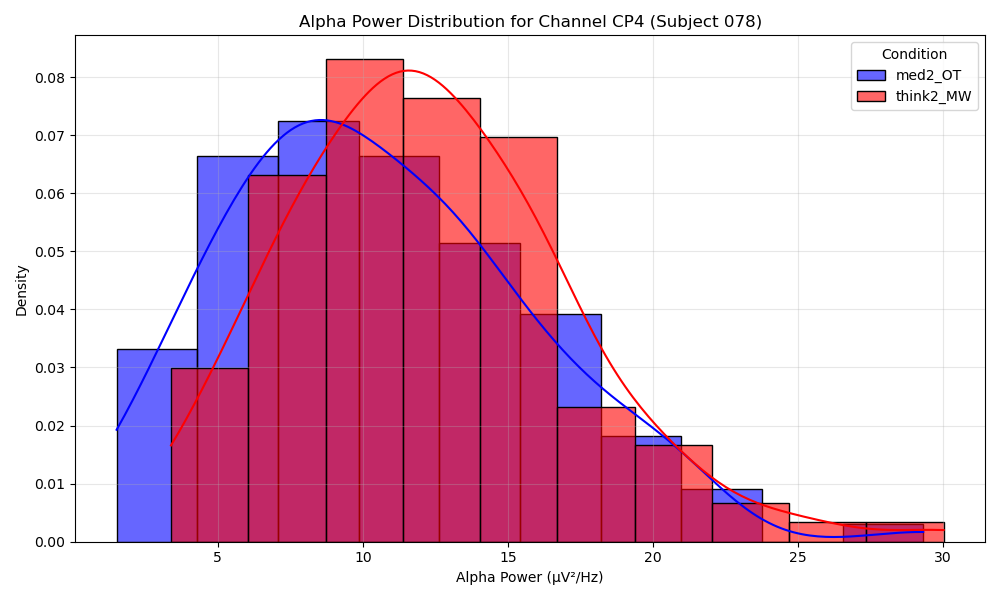 Alpha Power Distribution for Channel CP4 (Subject 078)
Condition
med2_OT
think2_MW
Density
0.08
0.07
0.06
0.05
0.04
0.03
0.02
0.01
0.00
5 10 15 20 25 30
Alpha Power (µV²/Hz)